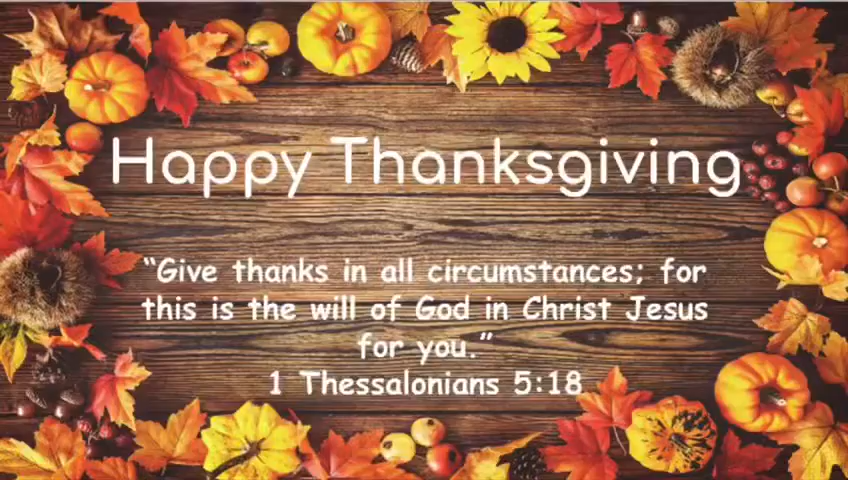 Happy Thanksgiving
“Give thanks in all circumstances; for
this is the will of God in Christ Jesus
for you.”
1 Thessalonians 5:18